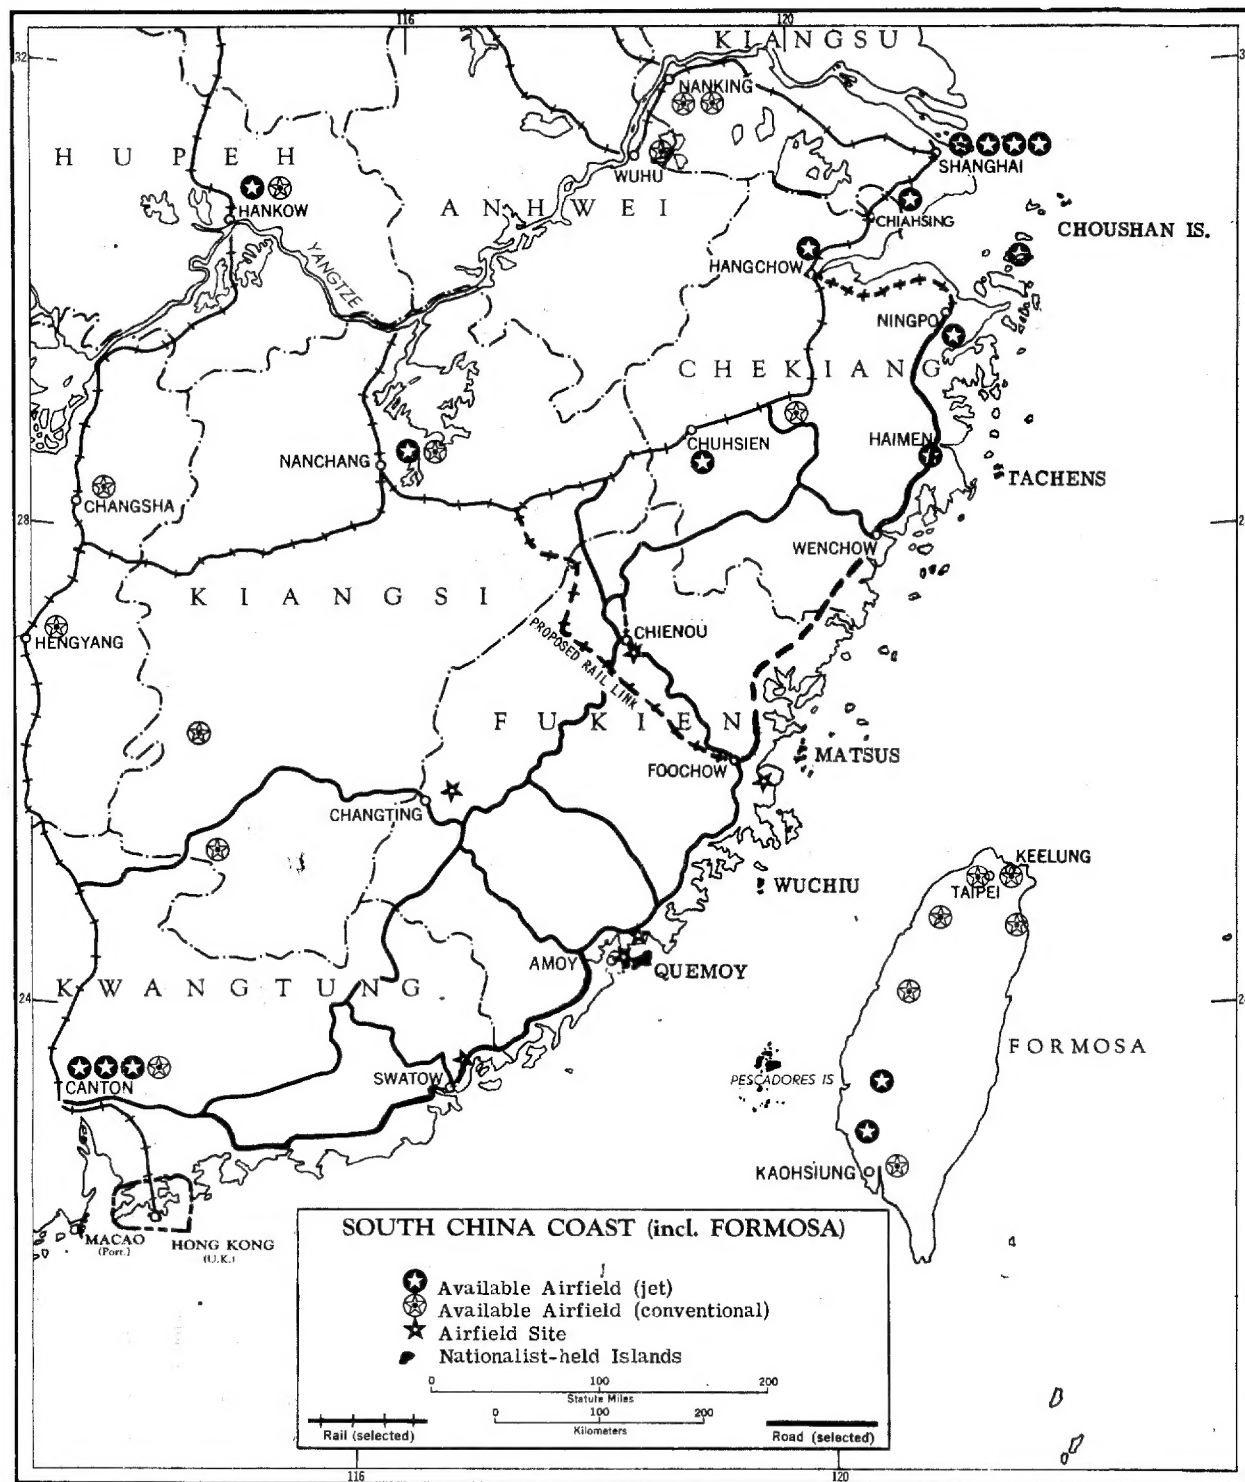 116
120
32
KIANGSU
NANKING
HUPEH
SHANGHAI
WUHU
HANKOW
ANHWEI
CHIAHSING
CHOUSHAN IS.
YANGTZE
HANGCHOW
NINGPO
CHEKIANG
CHUHSIEN
HAIMEN
NANCHANG
TACHENS
CHANGSHA
28
WENCHOW
KIANGSI
HENGYANG
CHIENOU
PROPOSED RAIL LINK
FUKIEN
MATSUS
FOOCHOW
CHANGTING
KEELUNG
TAIPEI
WUCHIU
AMOY
QUEMOY
KWANGTUNG
24
FORMOSA
CANTON
SWATOW
PESCADORES IS
KAOHSIUNG
MACAO
(Port.)
HONG KONG
(U.K.)
SOUTH CHINA COAST (incl. FORMOSA)
Available Airfield (jet)
Available Airfield (conventional)
Airfield Site
Nationalist-held Islands
0 100 200
Statute Miles
0 100 200
Kilometers
Rail (selected)
Road (selected)
116
120